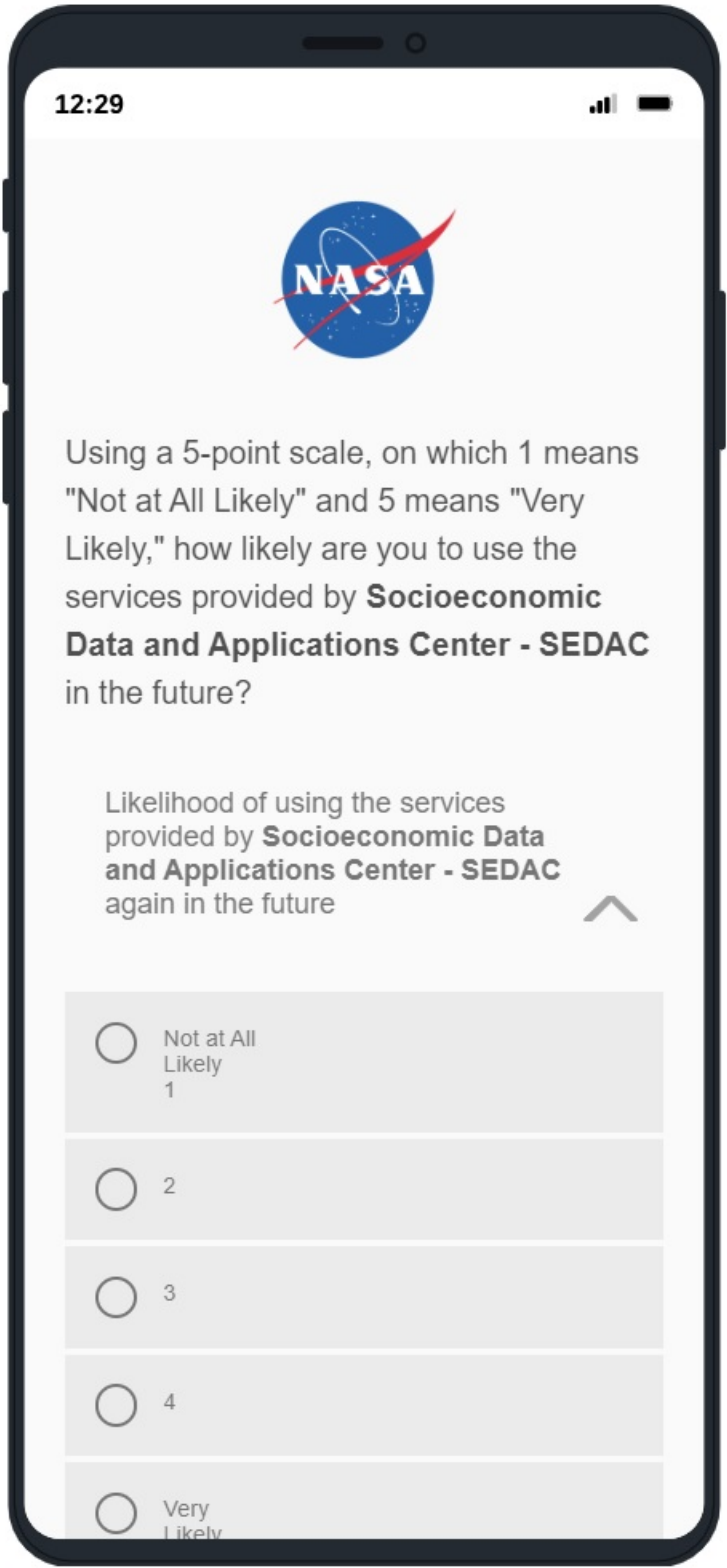 12:29
NASA
Using a 5-point scale, on which 1 means
"Not at All Likely" and 5 means "Very
Likely," how likely are you to use the
services provided by Socioeconomic
Data and Applications Center - SEDAC
in the future?
Likelihood of using the services
provided by Socioeconomic Data
and Applications Center - SEDAC
again in the future
Not at All
Likely
1
2
3
4
Very
Likely